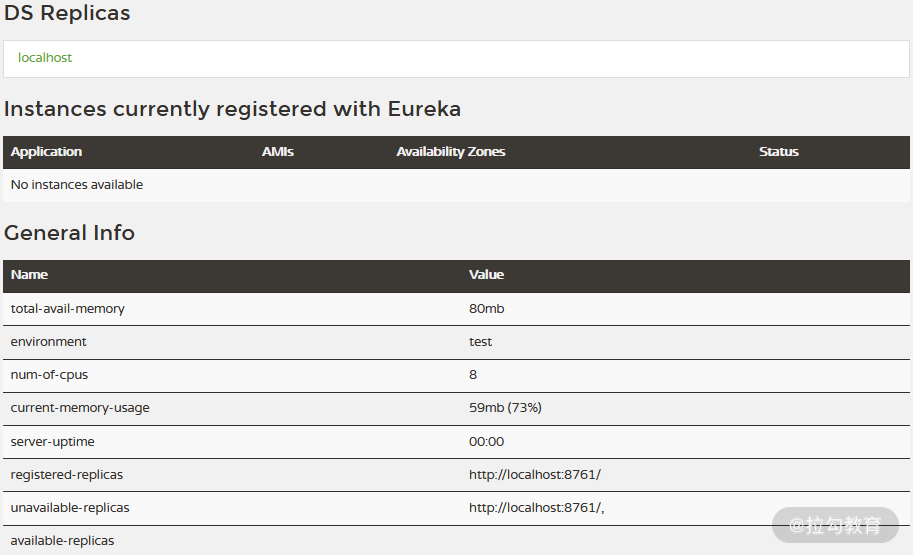 DS Replicas
localhost
Instances currently registered with Eureka
Application AMIs Availability Zones Status
No instances available
General Info
Name Value
total-avail-memory 80mb
environment test
num-of-cpus 8
current-memory-usage 59mb (73%)
server-uptime 00:00
registered-replicas http://localhost:8761/
unavailable-replicas http://localhost:8761/,
@拉勾教育
available-replicas